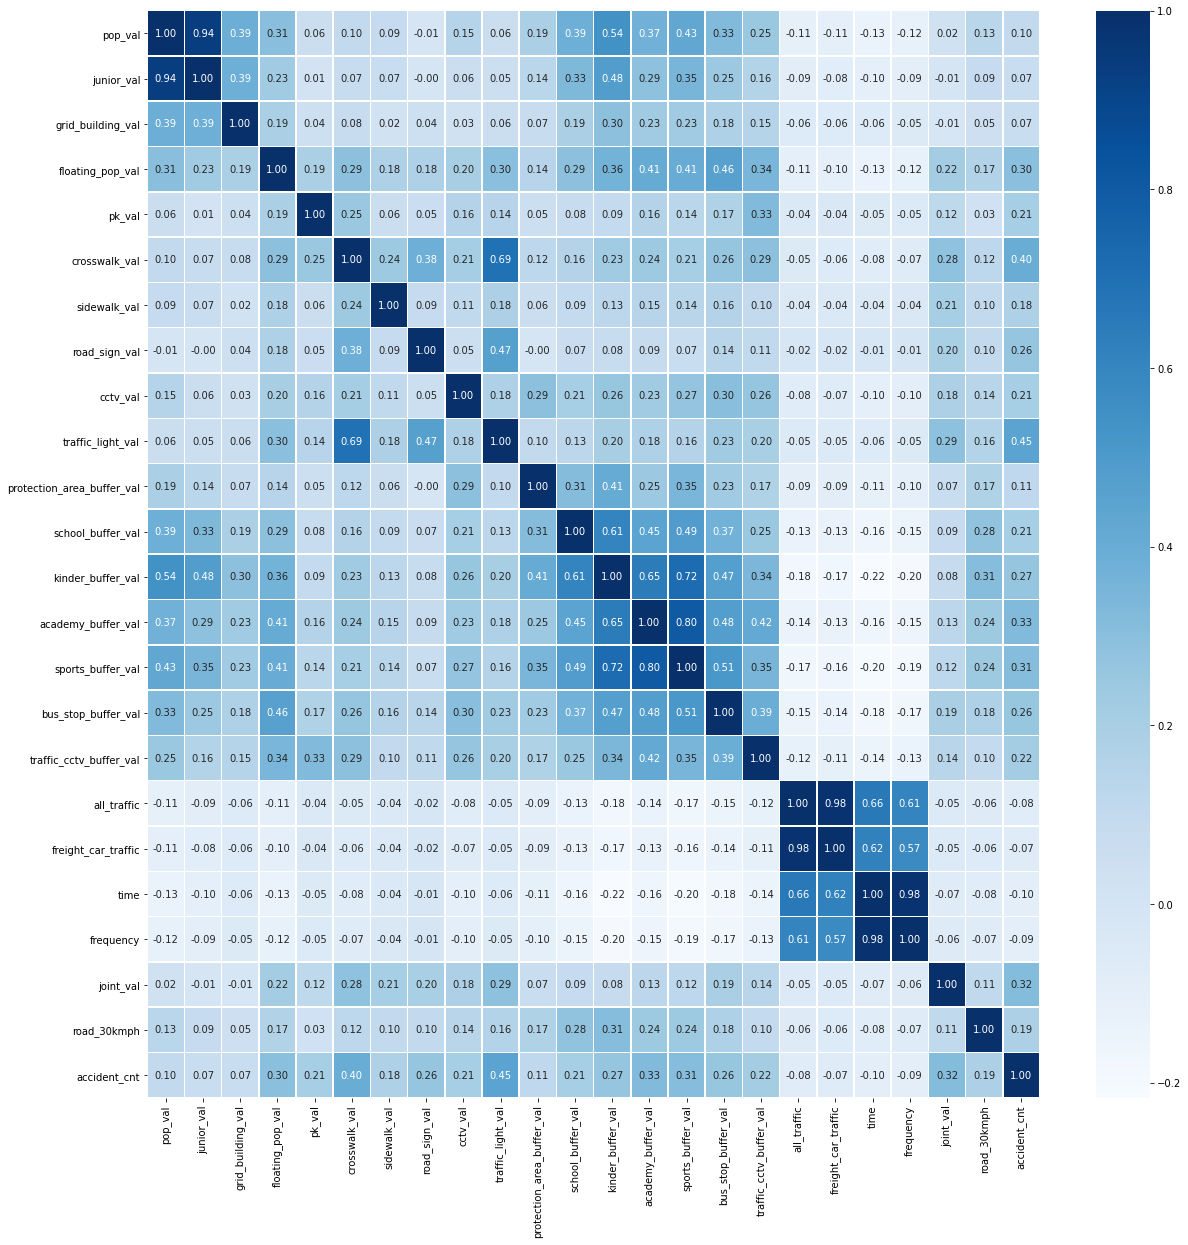 pop_val 1.00 0.94 0.39 0.31 0.06 0.10 0.09 -0.01 0.15 0.06 0.19 0.39 0.54 0.37 0.43 0.33 0.25 -0.11 -0.11 -0.13 -0.12 0.02 0.13 0.10
junior_val 0.94 1.00 0.39 0.23 0.01 0.07 0.07 -0.00 0.06 0.05 0.14 0.33 0.48 0.29 0.35 0.25 0.16 -0.09 -0.08 -0.10 -0.09 -0.01 0.09 0.07
grid_building_val 0.39 0.39 1.00 0.19 0.04 0.08 0.02 0.04 0.03 0.06 0.07 0.19 0.30 0.23 0.23 0.18 0.15 -0.06 -0.06 -0.06 -0.05 -0.01 0.05 0.07
floating_pop_val 0.31 0.23 0.19 1.00 0.19 0.29 0.18 0.18 0.20 0.30 0.14 0.29 0.36 0.41 0.41 0.46 0.34 -0.11 -0.10 -0.13 -0.12 0.22 0.17 0.30
pk_val 0.06 0.01 0.04 0.19 1.00 0.25 0.06 0.05 0.16 0.14 0.05 0.08 0.09 0.16 0.14 0.17 0.33 -0.04 -0.04 -0.05 -0.05 0.12 0.03 0.21
crosswalk_val 0.10 0.07 0.08 0.29 0.25 1.00 0.24 0.38 0.21 0.69 0.12 0.16 0.23 0.24 0.21 0.26 0.29 -0.05 -0.06 -0.08 -0.07 0.28 0.12 0.40
sidewalk_val 0.09 0.07 0.02 0.18 0.06 0.24 1.00 0.09 0.11 0.18 0.06 0.09 0.13 0.15 0.14 0.16 0.10 -0.04 -0.04 -0.04 -0.04 0.21 0.10 0.18
road_sign_val -0.01 -0.00 0.04 0.18 0.05 0.38 0.09 1.00 0.05 0.47 -0.00 0.07 0.08 0.09 0.07 0.14 0.11 -0.02 -0.02 -0.01 -0.01 0.20 0.10 0.26
cctv_val 0.15 0.06 0.03 0.20 0.16 0.21 0.11 0.05 1.00 0.18 0.29 0.21 0.26 0.23 0.27 0.30 0.26 -0.08 -0.07 -0.10 -0.10 0.18 0.14 0.21
traffic_light_val 0.06 0.05 0.06 0.30 0.14 0.69 0.18 0.47 0.18 1.00 0.10 0.13 0.20 0.18 0.16 0.23 0.20 -0.05 -0.05 -0.06 -0.05 0.29 0.16 0.45
protection_area_buffer_val 0.19 0.14 0.07 0.14 0.05 0.12 0.06 -0.00 0.29 0.10 1.00 0.31 0.41 0.25 0.35 0.23 0.17 -0.09 -0.09 -0.11 -0.10 0.07 0.17 0.11
school_buffer_val 0.39 0.33 0.19 0.29 0.08 0.16 0.09 0.07 0.21 0.13 0.31 1.00 0.61 0.45 0.49 0.37 0.25 -0.13 -0.13 -0.16 -0.15 0.09 0.28 0.21
kinder_buffer_val 0.54 0.48 0.30 0.36 0.09 0.23 0.13 0.08 0.26 0.20 0.41 0.61 1.00 0.65 0.72 0.47 0.34 -0.18 -0.17 -0.22 -0.20 0.08 0.31 0.27
academy_buffer_val 0.37 0.29 0.23 0.41 0.16 0.24 0.15 0.09 0.23 0.18 0.25 0.45 0.65 1.00 0.80 0.48 0.42 -0.14 -0.13 -0.16 -0.15 0.13 0.24 0.33
sports_buffer_val 0.43 0.35 0.23 0.41 0.14 0.21 0.14 0.07 0.27 0.16 0.35 0.49 0.72 0.80 1.00 0.51 0.35 -0.17 -0.16 -0.20 -0.19 0.12 0.24 0.31
bus_stop_buffer_val 0.33 0.25 0.18 0.46 0.17 0.26 0.16 0.14 0.30 0.23 0.23 0.37 0.47 0.48 0.51 1.00 0.39 -0.15 -0.14 -0.18 -0.17 0.19 0.18 0.26
traffic_cctv_buffer_val 0.25 0.16 0.15 0.34 0.33 0.29 0.10 0.11 0.26 0.20 0.17 0.25 0.34 0.42 0.35 0.39 1.00 -0.12 -0.11 -0.14 -0.13 0.14 0.10 0.22
all_traffic -0.11 -0.09 -0.06 -0.11 -0.04 -0.05 -0.04 -0.02 -0.08 -0.05 -0.09 -0.13 -0.18 -0.14 -0.17 -0.15 -0.12 1.00 0.98 0.66 0.61 -0.05 -0.06 -0.08
freight_car_traffic -0.11 -0.08 -0.06 -0.10 -0.04 -0.06 -0.04 -0.02 -0.07 -0.05 -0.09 -0.13 -0.17 -0.13 -0.16 -0.14 -0.11 0.98 1.00 0.62 0.57 -0.05 -0.06 -0.07
time -0.13 -0.10 -0.06 -0.13 -0.05 -0.08 -0.04 -0.01 -0.10 -0.06 -0.11 -0.16 -0.22 -0.16 -0.20 -0.18 -0.14 0.66 0.62 1.00 0.98 -0.07 -0.08 -0.10
frequency -0.12 -0.09 -0.05 -0.12 -0.05 -0.07 -0.04 -0.01 -0.10 -0.05 -0.10 -0.15 -0.20 -0.15 -0.19 -0.17 -0.13 0.61 0.57 0.98 1.00 -0.06 -0.07 -0.09
joint_val 0.02 -0.01 -0.01 0.22 0.12 0.28 0.21 0.20 0.18 0.29 0.07 0.09 0.08 0.13 0.12 0.19 0.14 -0.05 -0.05 -0.07 -0.06 1.00 0.11 0.32
road_30kmph 0.13 0.09 0.05 0.17 0.03 0.12 0.10 0.10 0.14 0.16 0.17 0.28 0.31 0.24 0.24 0.18 0.10 -0.06 -0.06 -0.08 -0.07 0.11 1.00 0.19
accident_cnt 0.10 0.07 0.07 0.30 0.21 0.40 0.18 0.26 0.21 0.45 0.11 0.21 0.27 0.33 0.31 0.26 0.22 -0.08 -0.07 -0.10 -0.09 0.32 0.19 1.00
pop_val
junior_val
grid_building_val
floating_pop_val
pk_val
crosswalk_val
sidewalk_val
road_sign_val
cctv_val
traffic_light_val
protection_area_buffer_val
school_buffer_val
kinder_buffer_val
academy_buffer_val
sports_buffer_val
bus_stop_buffer_val
traffic_cctv_buffer_val
all_traffic
freight_car_traffic
time
frequency
joint_val
road_30kmph
accident_cnt
1.0
0.8
0.6
0.4
0.2
0.0
−0.2